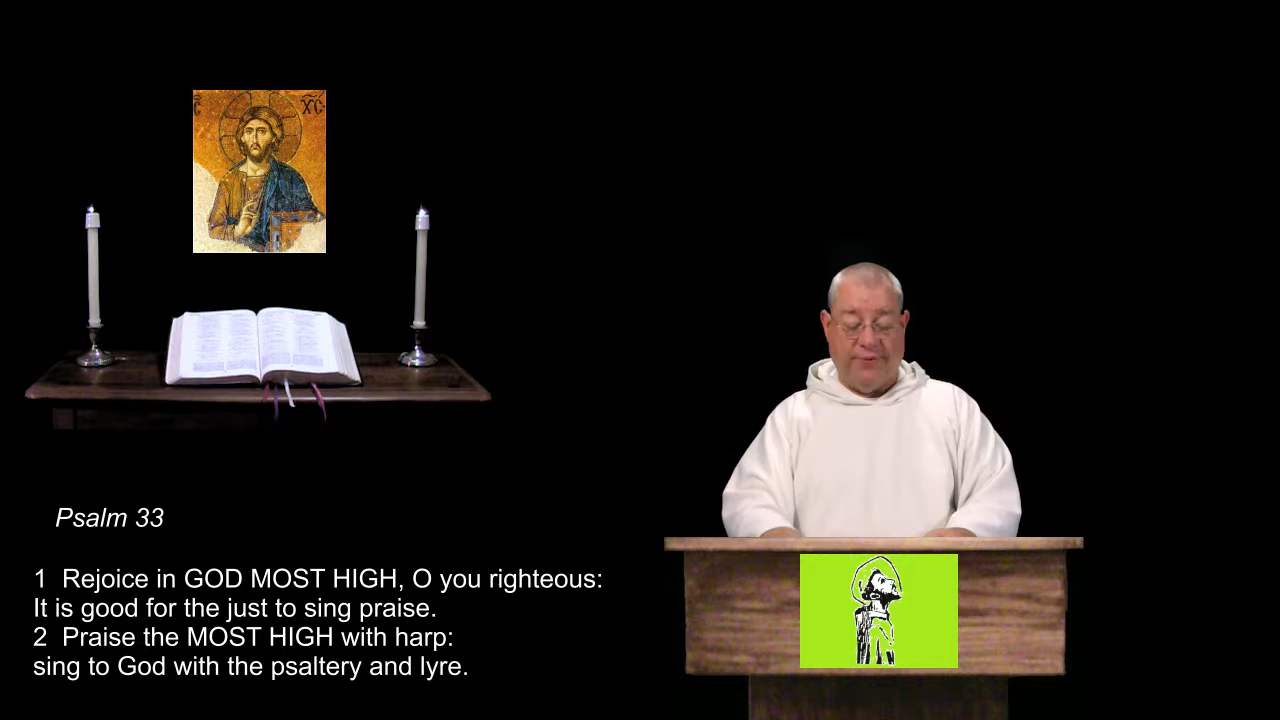 XC
Psalm 33
1 Rejoice in GOD MOST HIGH, O you righteous:
It is good for the just to sing praise.
2 Praise the MOST HIGH with harp:
sing to God with the psaltery and lyre.